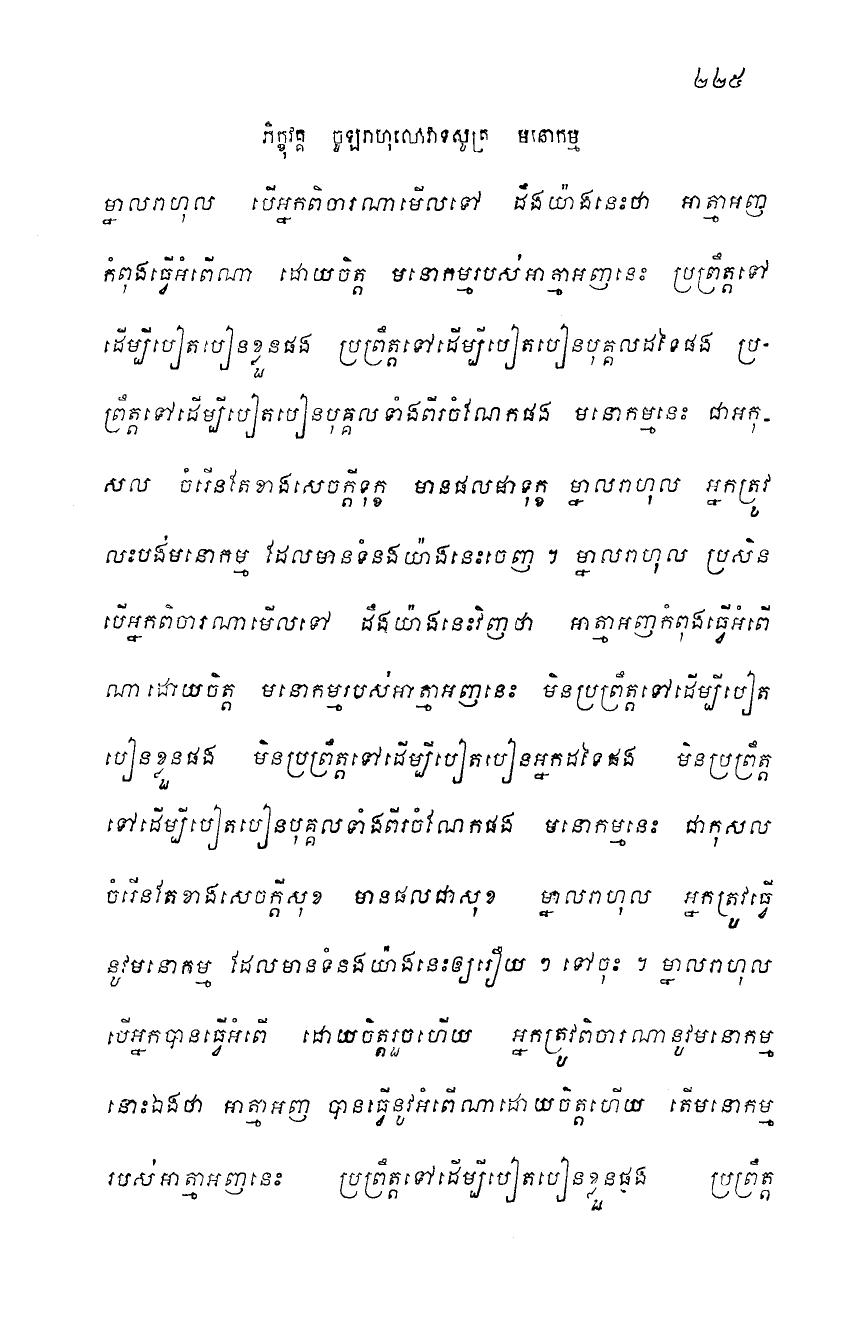 ២២៥
ភិក្ខុវគ្គ ចូឡរាហុលោវាទសូត្រ មនោកម្ម
ម្នាលរាហុល បើអ្នកពិចារណាមើលទៅ ដឹងយ៉ាងនេះថា អាត្មាអញ
កំពុងធ្វើអំពើណា ដោយចិត្ត មនោកម្មរបស់អាត្មាអញនេះ ប្រព្រឹត្តទៅ
ដើម្បីបៀតបៀនខ្លួនផង ប្រព្រឹត្តទៅដើម្បីបៀតបៀនបុគ្គលដទៃផង ប្រ-
ព្រឹត្តទៅដើម្បីបៀតបៀនបុគ្គលទាំងពីរចំណែកផង មនោកម្មនេះ ជាអកុ-
សល ចំរើនតែខាងសេចក្តីទុក្ខ មានផលជាទុក្ខ ម្នាលរាហុល អ្នកត្រូវ
លះបង់មនោកម្ម ដែលមានទំនងយ៉ាងនេះចេញ ។ ម្នាលរាហុល ប្រសិន
បើអ្នកពិចារណាមើលទៅ ដឹងយ៉ាងនេះវិញថា អាត្មាអញកំពុងធ្វើអំពើ
ណាដោយចិត្ត មនោកម្មរបស់អាត្មាអញនេះ មិនប្រព្រឹត្តទៅដើម្បីបៀត
បៀនខ្លួនផង មិនប្រព្រឹត្តទៅដើម្បីបៀតបៀនអ្នកដទៃផង មិនប្រព្រឹត្ត
ទៅដើម្បីបៀតបៀនបុគ្គលទាំងពីរចំណែកផង មនោកម្មនេះ ជាកុសល
ចំរើនតែខាងសេចក្តីសុខ មានផលជាសុខ ម្នាលរាហុល អ្នកត្រូវធ្វើ
នូវមនោកម្ម ដែលមានទំនងយ៉ាងនេះឲ្យរឿយ ៗ ទៅចុះ ។ ម្នាលរាហុល
បើអ្នកបានធ្វើអំពើ ដោយចិត្តរួចហើយ អ្នកត្រូវពិចារណានូវមនោកម្ម
នោះឯងថា អាត្មាអញ បានធ្វើនូវអំពើណាដោយចិត្តហើយ តើមនោកម្ម
របស់អាត្មាអញនេះ ប្រព្រឹត្តទៅដើម្បីបៀតបៀនខ្លួនផង ប្រព្រឹត្ត